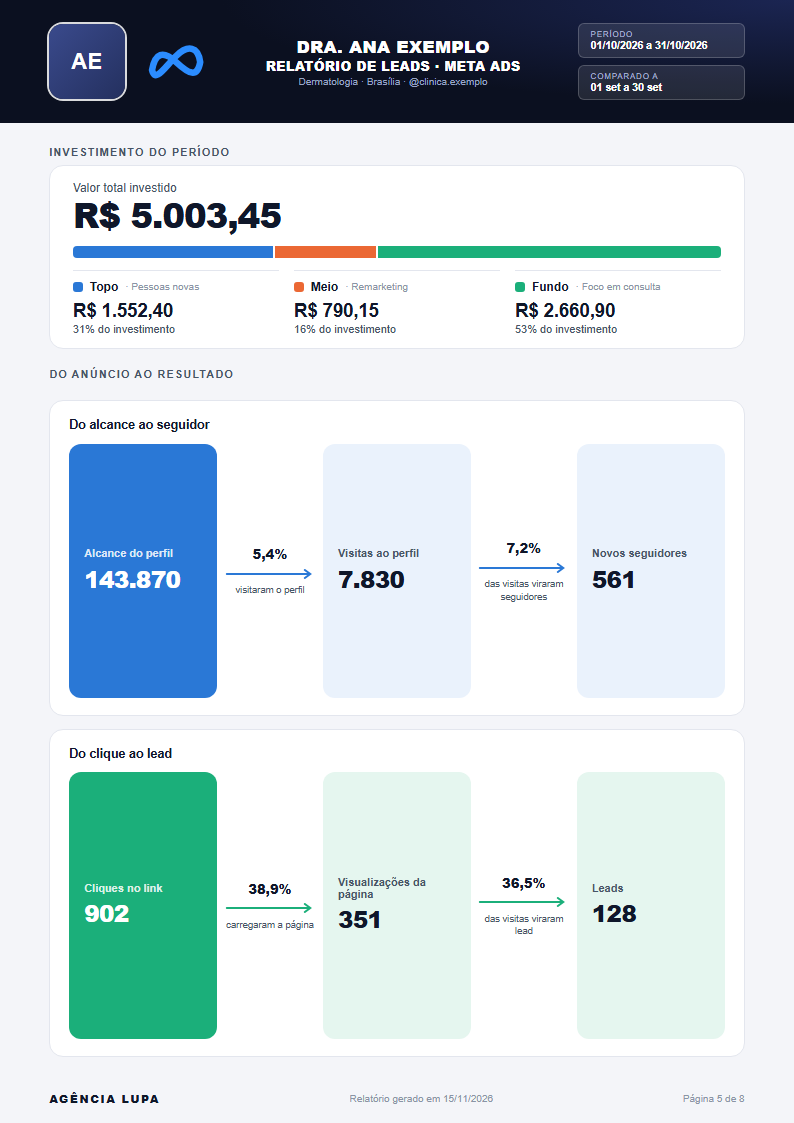 AE
DRA. ANA EXEMPLO
RELATÓRIO DE LEADS · META ADS
Dermatologia · Brasília · @clinica.exemplo
PERÍODO
01/10/2026 a 31/10/2026
COMPARADO A
01 set a 30 set
INVESTIMENTO DO PERÍODO
Valor total investido
R$ 5.003,45
Topo · Pessoas novas
R$ 1.552,40
31% do investimento
Meio · Remarketing
R$ 790,15
16% do investimento
Fundo · Foco em consulta
R$ 2.660,90
53% do investimento
DO ANÚNCIO AO RESULTADO
Do alcance ao seguidor
Alcance do perfil
143.870
5,4%
visitaram o perfil
Visitas ao perfil
7.830
7,2%
das visitas viraram
seguidores
Novos seguidores
561
Do clique ao lead
Cliques no link
902
38,9%
carregaram a página
Visualizações da
página
351
36,5%
das visitas viraram
lead
Leads
128
AGÊNCIA LUPA
Relatório gerado em 15/11/2026
Página 5 de 8